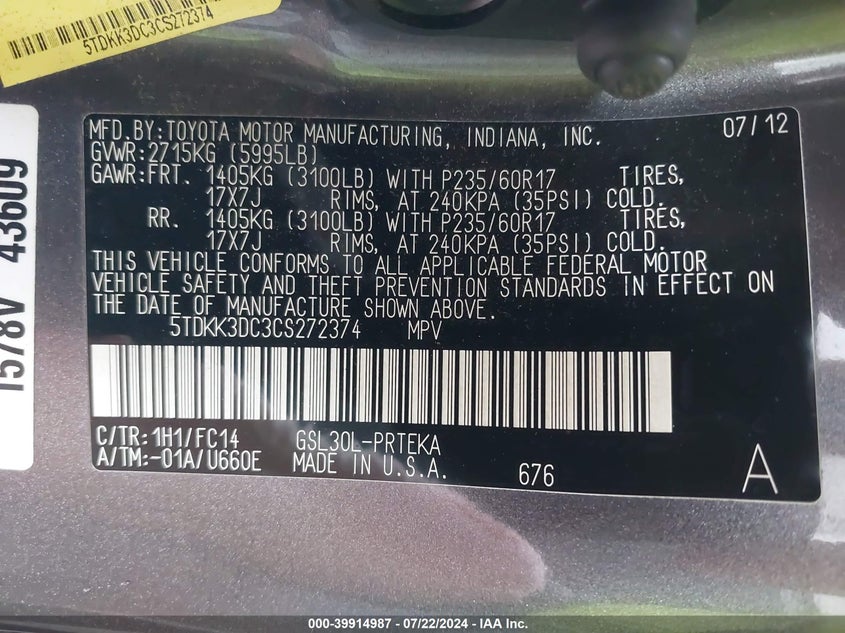 5TDKK3DC3CS272374
1578V 43609
MFD.BY:TOYOTA MOTOR MANUFACTURING, INDIANA, INC. 07/12
GVWR:2715KG (5995LB)
GAWR:FRT. 1405KG (3100LB) WITH P235/60R17 TIRES,
17X7J RIMS, AT 240KPA (35PSI) COLD.
RR. 1405KG (3100LB) WITH P235/60R17 TIRES,
17X7J RIMS, AT 240KPA (35PSI) COLD.
THIS VEHICLE CONFORMS TO ALL APPLICABLE FEDERAL MOTOR
VEHICLE SAFETY AND THEFT PREVENTION STANDARDS IN EFFECT ON
THE DATE OF MANUFACTURE SHOWN ABOVE.
5TDKK3DC3CS272374 MPV
C/TR:1H1/FC14 GSL30L-PRTEKA
A/TM:-01A/U660E MADE IN U.S.A. 676 A
000-39914987 - 07/22/2024 - IAA Inc.